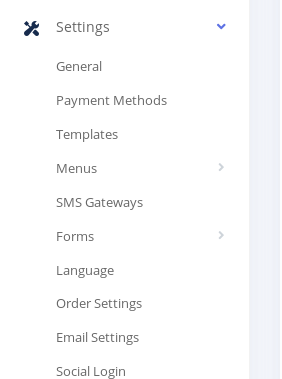 Settings
General
Payment Methods
Templates
Menus
SMS Gateways
Forms
Language
Order Settings
Email Settings
Social Login